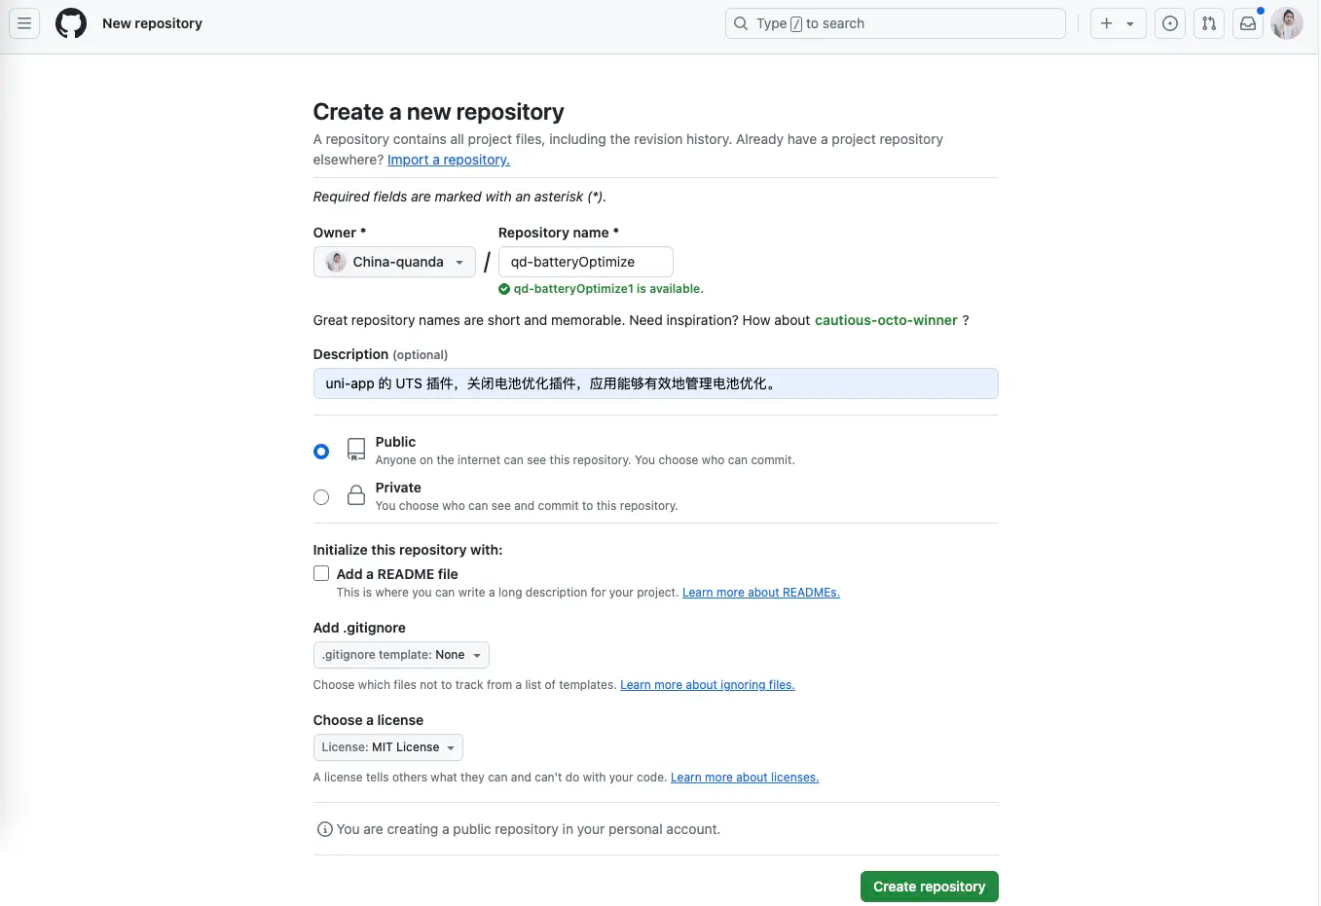 New repository
Type / to search
Create a new repository
A repository contains all project files, including the revision history. Already have a project repository
elsewhere? Import a repository.
Required fields are marked with an asterisk (*).
Owner *
Repository name *
China-quanda
/
qd-batteryOptimize
qd-batteryOptimize1 is available.
Great repository names are short and memorable. Need inspiration? How about cautious-octo-winner ?
Description (optional)
uni-app 的 UTS 插件，关闭电池优化插件，应用能够有效地管理电池优化。
Public
Anyone on the internet can see this repository. You choose who can commit.
Private
You choose who can see and commit to this repository.
Initialize this repository with:
Add a README file
This is where you can write a long description for your project. Learn more about READMEs.
Add .gitignore
.gitignore template: None
Choose which files not to track from a list of templates. Learn more about ignoring files.
Choose a license
License: MIT License
A license tells others what they can and can't do with your code. Learn more about licenses.
You are creating a public repository in your personal account.
Create repository